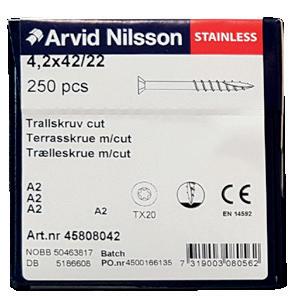 Arvid Nilsson STAINLESS
4,2x42/22
250 pcs
Trallskruv cut
Terrasskrue m/cut
Trælleskrue m/cut
A2
A2
A2 A2 TX20 CE
EN 14592
Art.nr 45808042
NOBB 50463817 Batch
DB 5186608 PO.nr4500166135
7 319003 080562